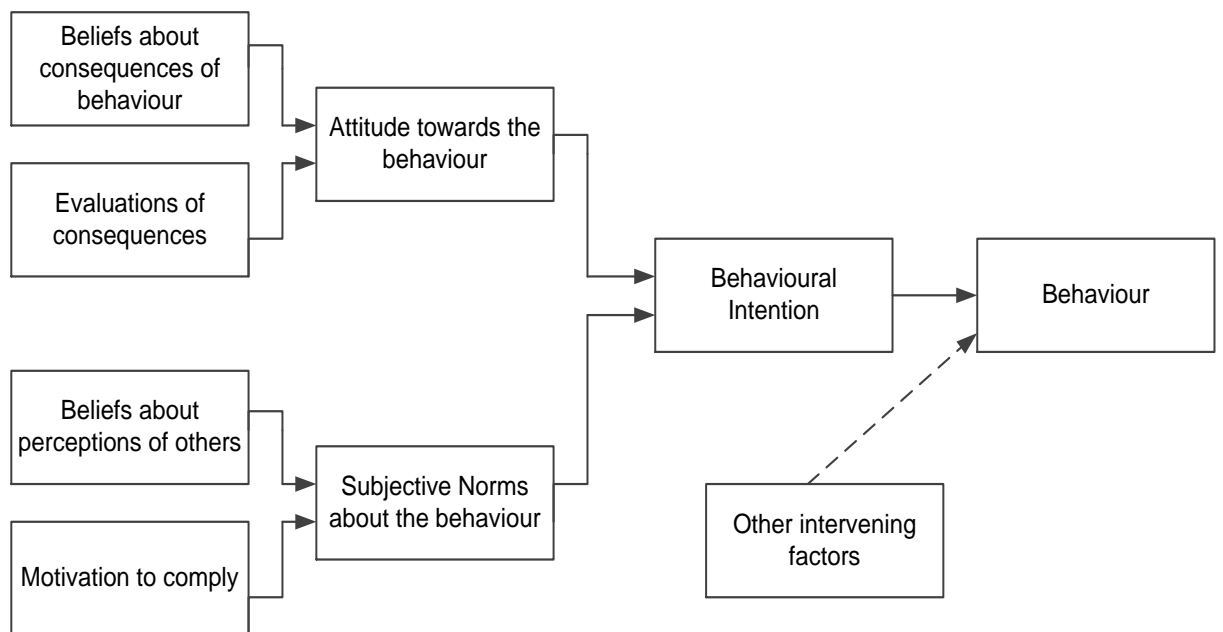 Beliefs about
consequences of
behaviour
Evaluations of
consequences
Attitude towards the
behaviour
Beliefs about
perceptions of others
Motivation to comply
Subjective Norms
about the behaviour
Behavioural
Intention
Behaviour
Other intervening
factors